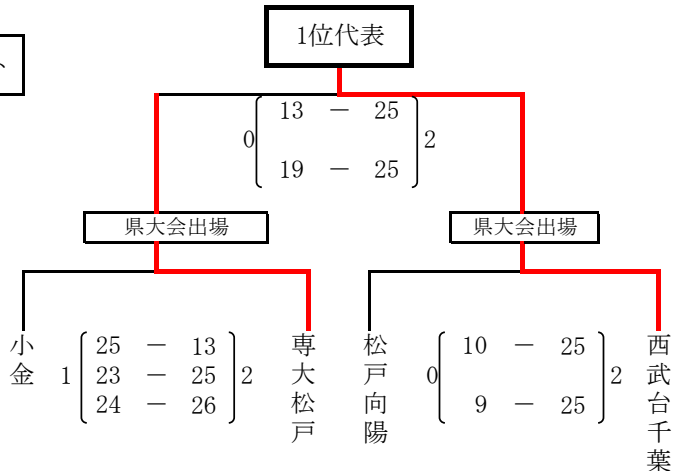 1位代表
13 － 25
0 2
19 － 25
県大会出場 県大会出場
小金 1 25 － 13 2 専大松戸
23 － 25
24 － 26
松戸向陽 0 10 － 25 2 西武台千葉
9 － 25